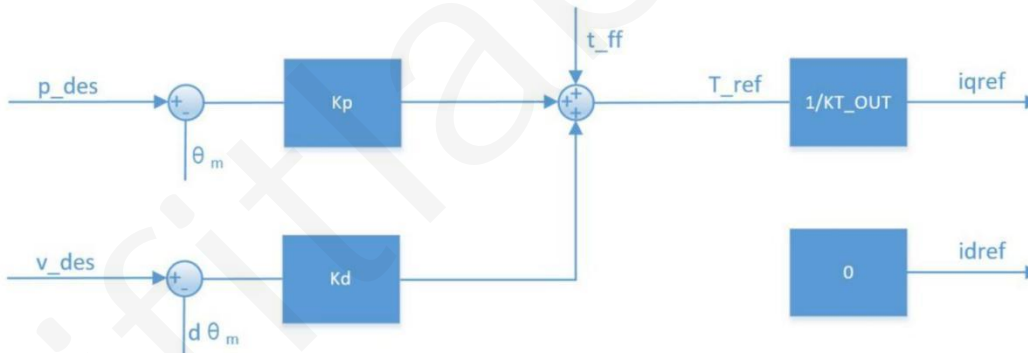 t_ff
p_des
+
-
Kp
+
+
+
T_ref
1/KT_OUT
iqref
θ m
v_des
+
-
Kd
0
idref
d θ m